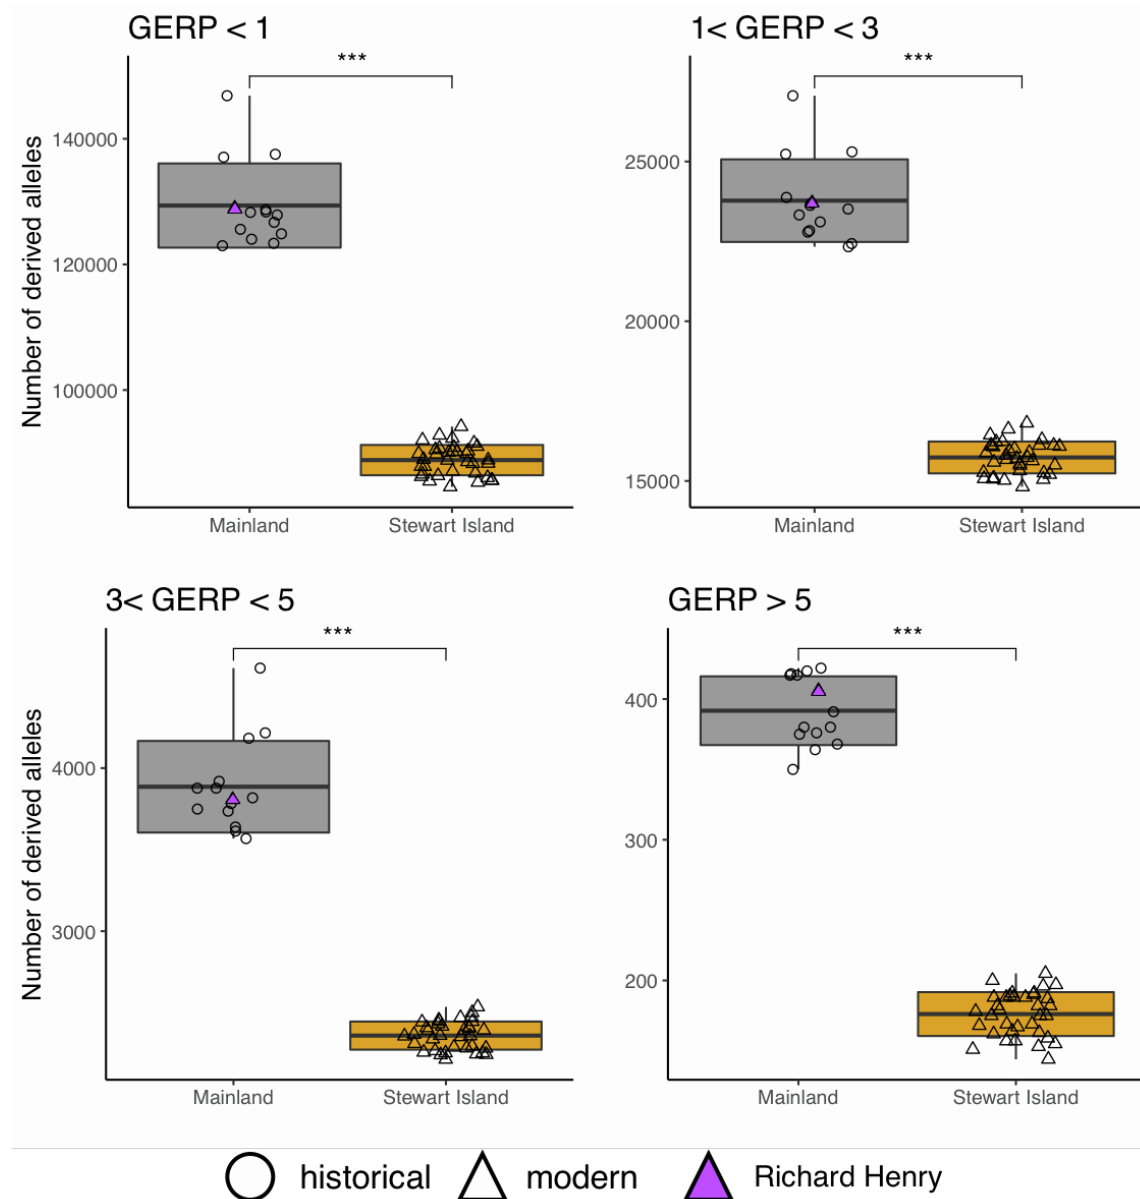 GERP < 1
1< GERP < 3
***
***
Number of derived alleles
140000
120000
100000
25000
20000
15000
Mainland
Stewart Island
Mainland
Stewart Island
3< GERP < 5
GERP > 5
***
***
Number of derived alleles
4000
3000
400
300
200
Mainland
Stewart Island
Mainland
Stewart Island
historical
modern
Richard Henry